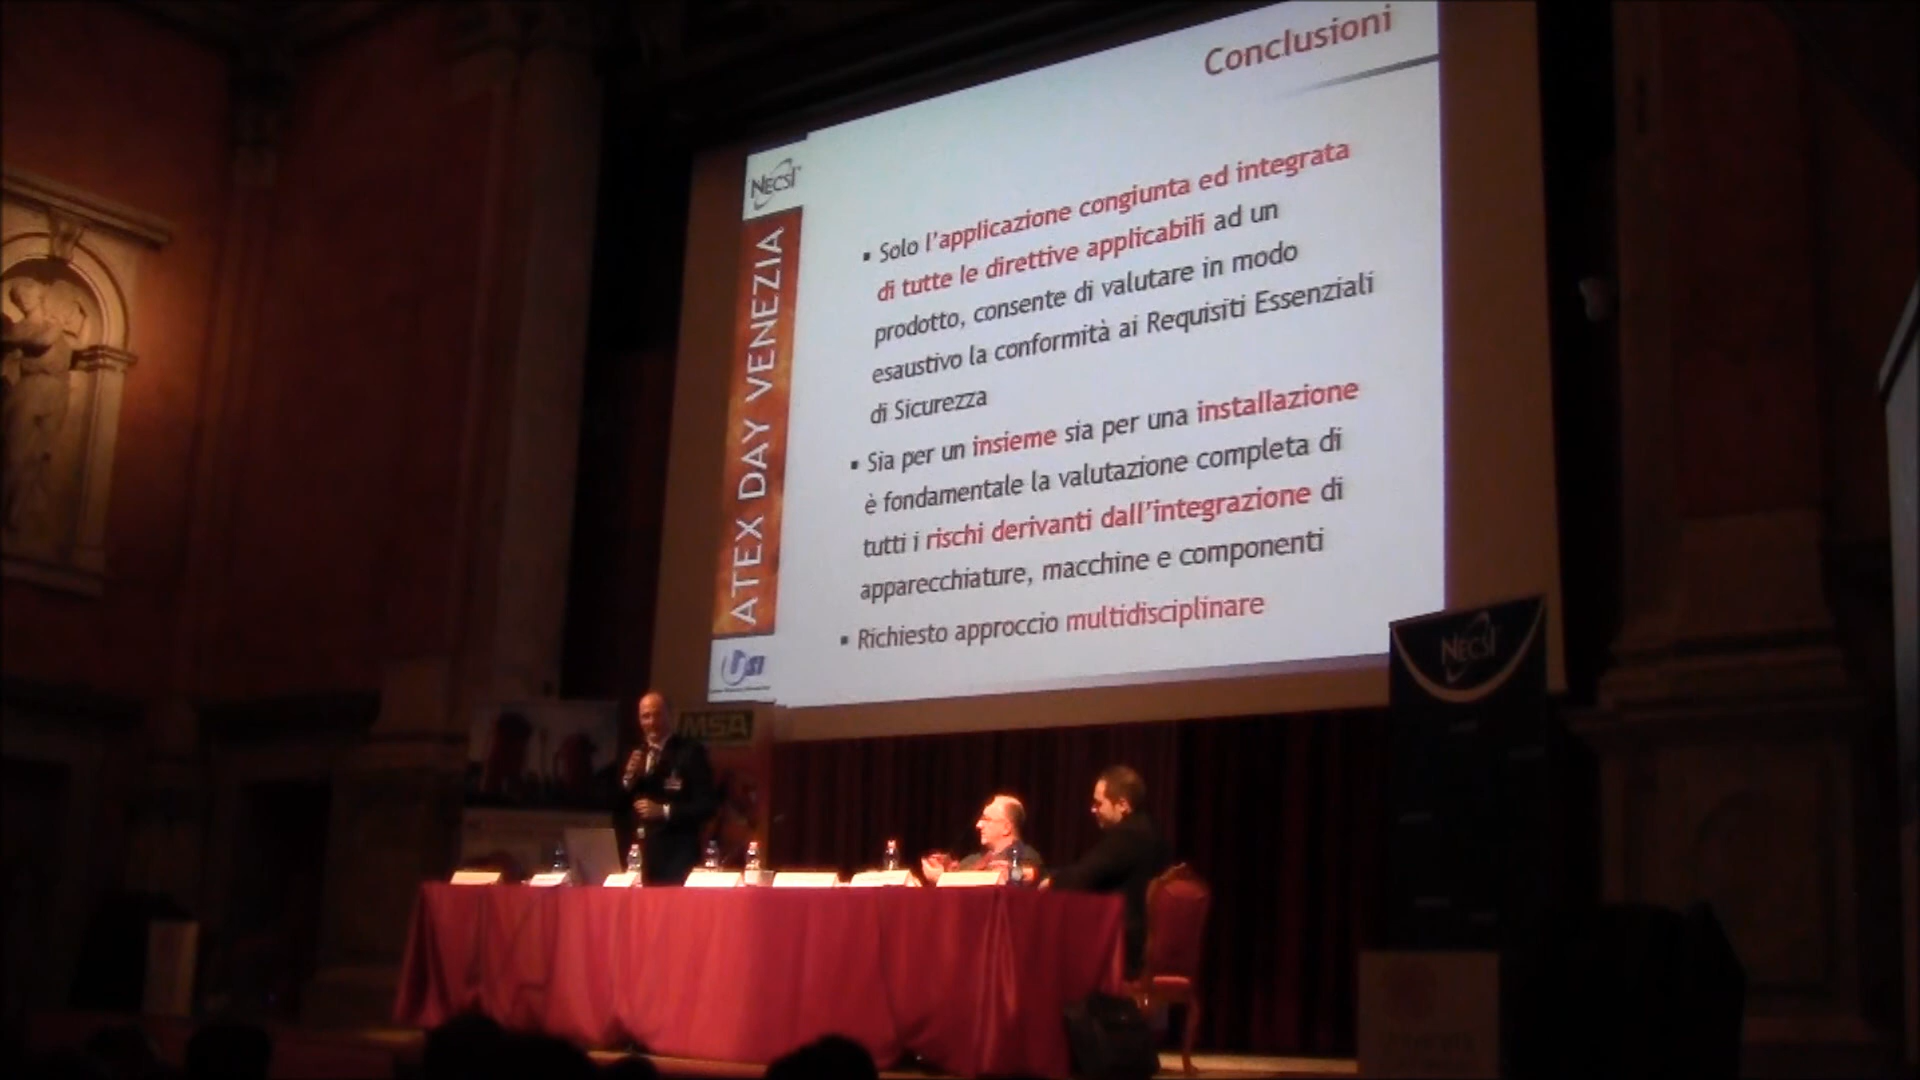 Conclusioni
NECSI
ATEX DAY VENEZIA
▪ Solo l'applicazione congiunta ed integrata
di tutte le direttive applicabili ad un
prodotto, consente di valutare in modo
esaustivo la conformità ai Requisiti Essenziali
di Sicurezza
▪ Sia per un insieme sia per una installazione
è fondamentale la valutazione completa di
tutti i rischi derivanti dall'integrazione di
apparecchiature, macchine e componenti
▪ Richiesto approccio multidisciplinare
SI
MSA
NECSI